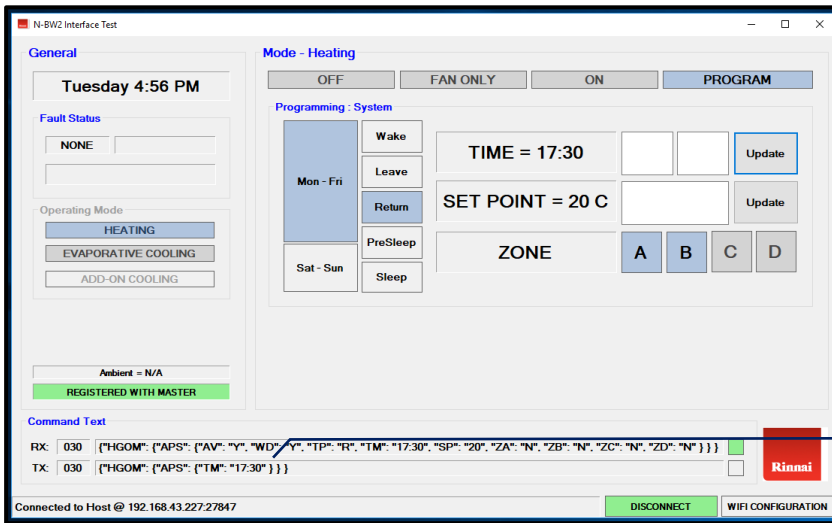 N-BW2 Interface Test
General
Tuesday 4:56 PM
Fault Status
NONE
Operating Mode
HEATING
EVAPORATIVE COOLING
ADD-ON COOLING
Ambient = N/A
REGISTERED WITH MASTER
Mode - Heating
OFF FAN ONLY ON PROGRAM
Programming : System
Mon - Fri
Sat - Sun
Wake
Leave
Return
PreSleep
Sleep
TIME = 17:30 Update
SET POINT = 20 C Update
ZONE A B C D
Command Text
RX: 030 {"HGOM": {"APS": {"AV": "Y", "WD": "Y", "TP": "R", "TM": "17:30", "SP": "20", "ZA": "N", "ZB": "N", "ZC": "N", "ZD": "N" } } }
TX: 030 {"HGOM": {"APS": {"TM": "17:30" } } }
Rinnai
Connected to Host @ 192.168.43.227:27847 DISCONNECT WIFI CONFIGURATION